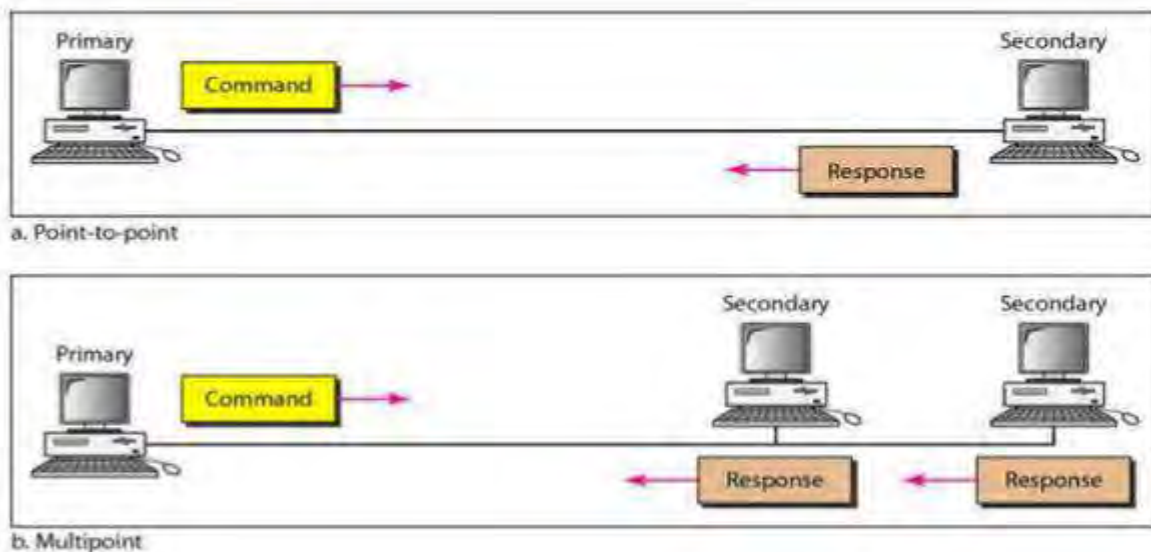 Primary
Secondary
Command
Response
a. Point-to-point
Secondary
Secondary
Primary
Command
Response
Response
b. Multipoint